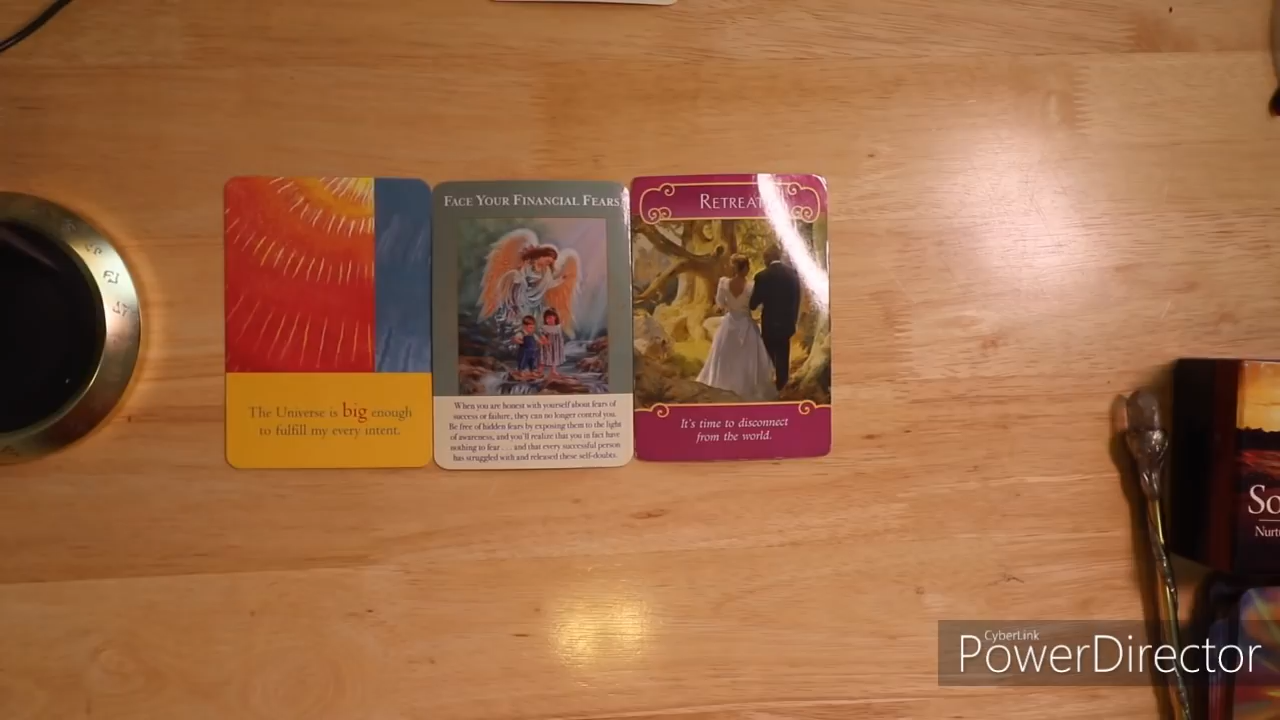 The Universe is big enough
to fulfill my every intent.
FACE YOUR FINANCIAL FEARS
When you are honest with yourself about fears of
success or failure, they can no longer control you.
Be free of hidden fears by exposing them to the light
of awareness, and you'll realize that you in fact have
nothing to fear . . . and that every successful person
has struggled with and released these self-doubts.
RETREAT
It's time to disconnect
from the world.
So
Nurt
CyberLink
PowerDirector